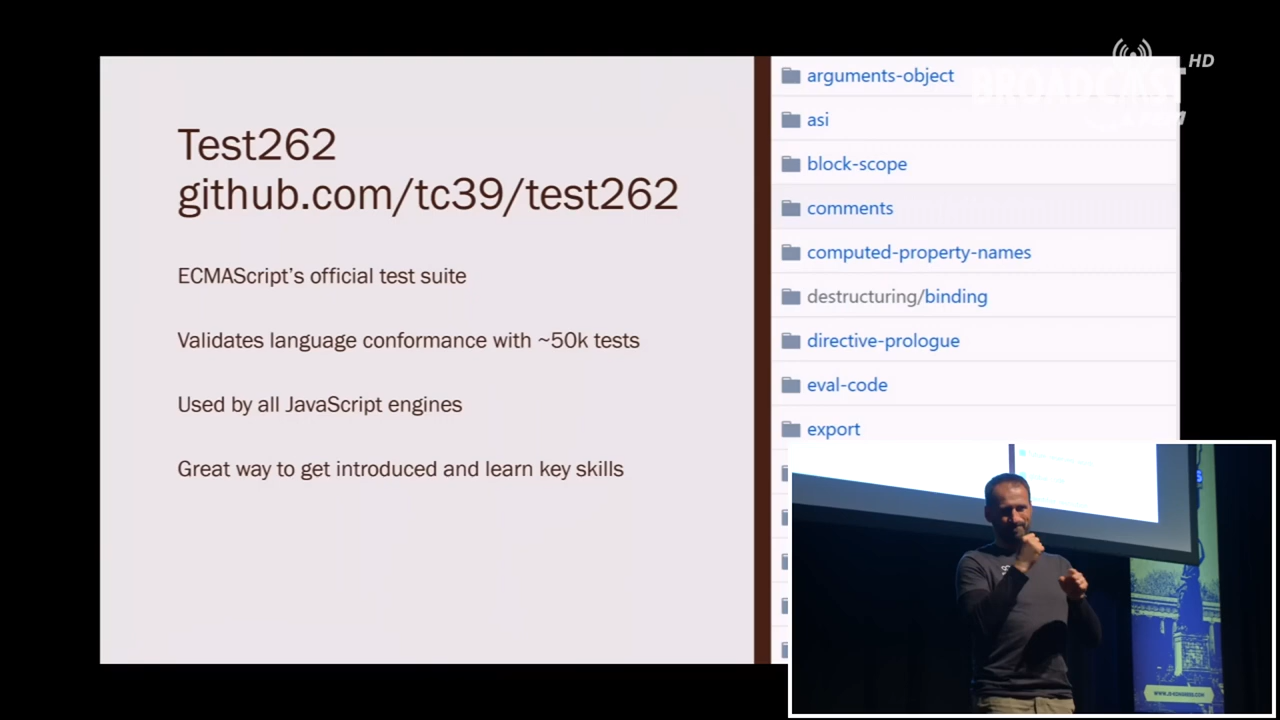 Test262
github.com/tc39/test262
ECMAScript's official test suite
Validates language conformance with ~50k tests
Used by all JavaScript engines
Great way to get introduced and learn key skills
arguments-object
asi
block-scope
comments
computed-property-names
destructuring/binding
directive-prologue
eval-code
export
HD
BROADCAST